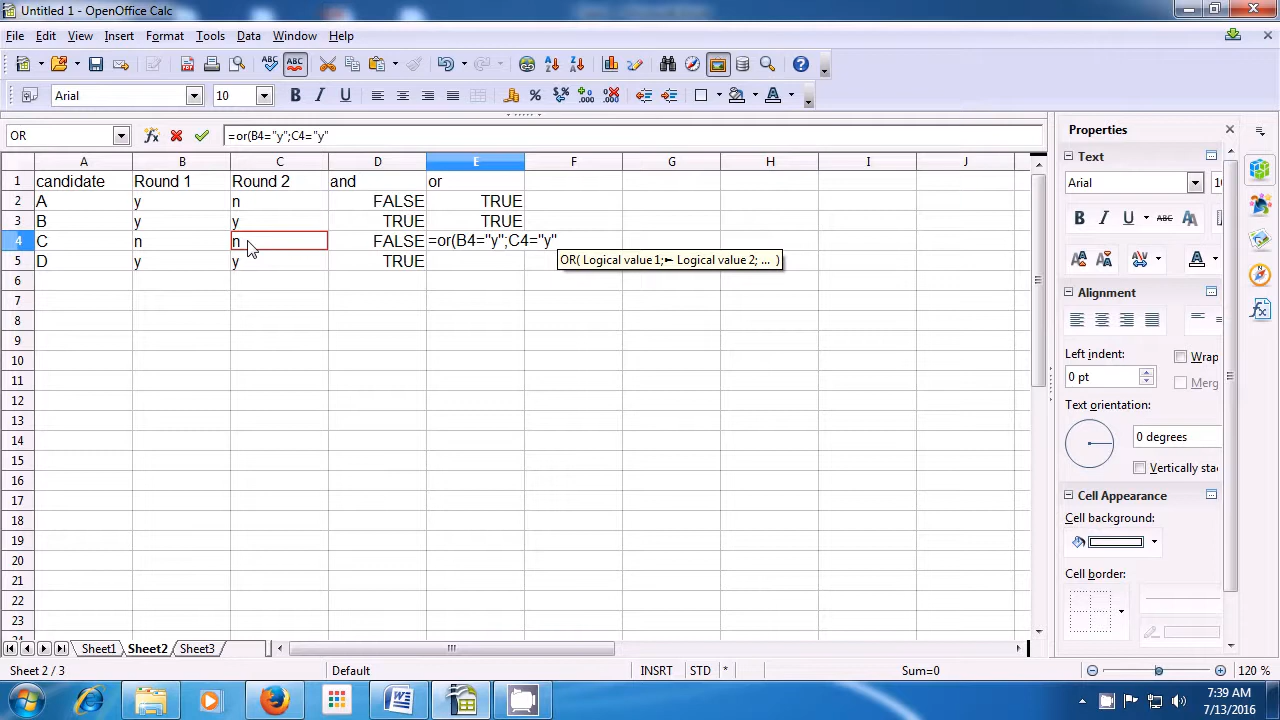 Untitled 1 - OpenOffice Calc
File Edit View Insert Format Tools Data Window Help
Arial 10
OR =or(B4="y";C4="y"
A B C D E F G H I J
1 candidate Round 1 Round 2 and or
2 A y n FALSE TRUE
3 B y y TRUE TRUE
4 C n n FALSE =or(B4="y";C4="y"
OR( Logical value 1; Logical value 2; ... )
5 D y y TRUE
6
7
8
9
10
11
12
13
14
15
16
17
18
19
20
21
22
23
Properties
Text
Arial
Alignment
Left indent: Wrap
0 pt Merg
Text orientation:
0 degrees
Vertically stac
Cell Appearance
Cell background:
Cell border:
Sheet1 Sheet2 Sheet3
Sheet 2 / 3 Default INSRT STD * Sum=0 120 %
7:39 AM
7/13/2016